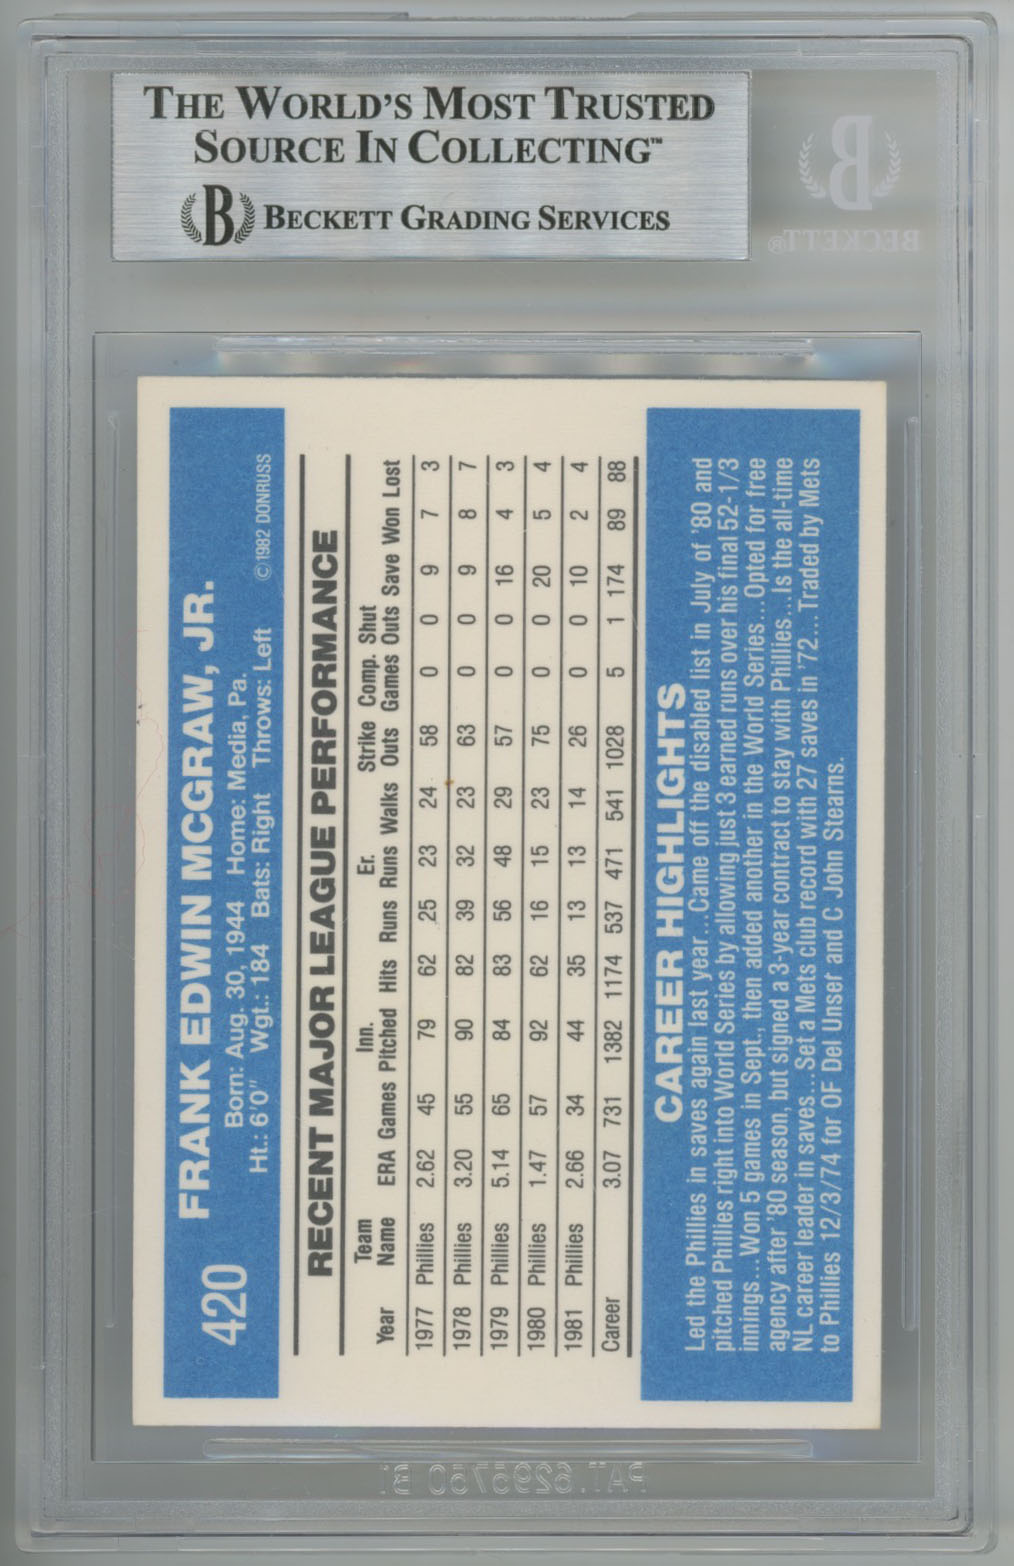 THE WORLD'S MOST TRUSTED
SOURCE IN COLLECTING™
B BECKETT GRADING SERVICES
B
BECKETT®
420 FRANK EDWIN MCGRAW, JR.
Born: Aug. 30, 1944 Home: Media, Pa.
Ht.: 6'0" Wgt.: 184 Bats: Right Throws: Left ©1982 DONRUSS
RECENT MAJOR LEAGUE PERFORMANCE
Team Inn. Er. Strike Comp. Shut
Year Name ERA Games Pitched Hits Runs Runs Walks Outs Games Outs Save Won Lost
1977 Phillies 2.62 45 79 62 25 23 24 58 0 0 9 7 3
1978 Phillies 3.20 55 90 82 39 32 23 63 0 0 9 8 7
1979 Phillies 5.14 65 84 83 56 48 29 57 0 0 16 4 3
1980 Phillies 1.47 57 92 62 16 15 23 75 0 0 20 5 4
1981 Phillies 2.66 34 44 35 13 13 14 26 0 0 10 2 4
Career 3.07 731 1382 1174 537 471 541 1028 5 1 174 89 88
CAREER HIGHLIGHTS
Led the Phillies in saves again last year...Came off the disabled list in July of '80 and
pitched Phillies right into World Series by allowing just 3 earned runs over his final 52-1/3
innings...Won 5 games in Sept., then added another in the World Series...Opted for free
agency after '80 season, but signed a 3-year contract to stay with Phillies...Is the all-time
NL career leader in saves...Set a Mets club record with 27 saves in '72...Traded by Mets
to Phillies 12/3/74 for OF Del Unser and C John Stearns.
PAT.6295750 B1